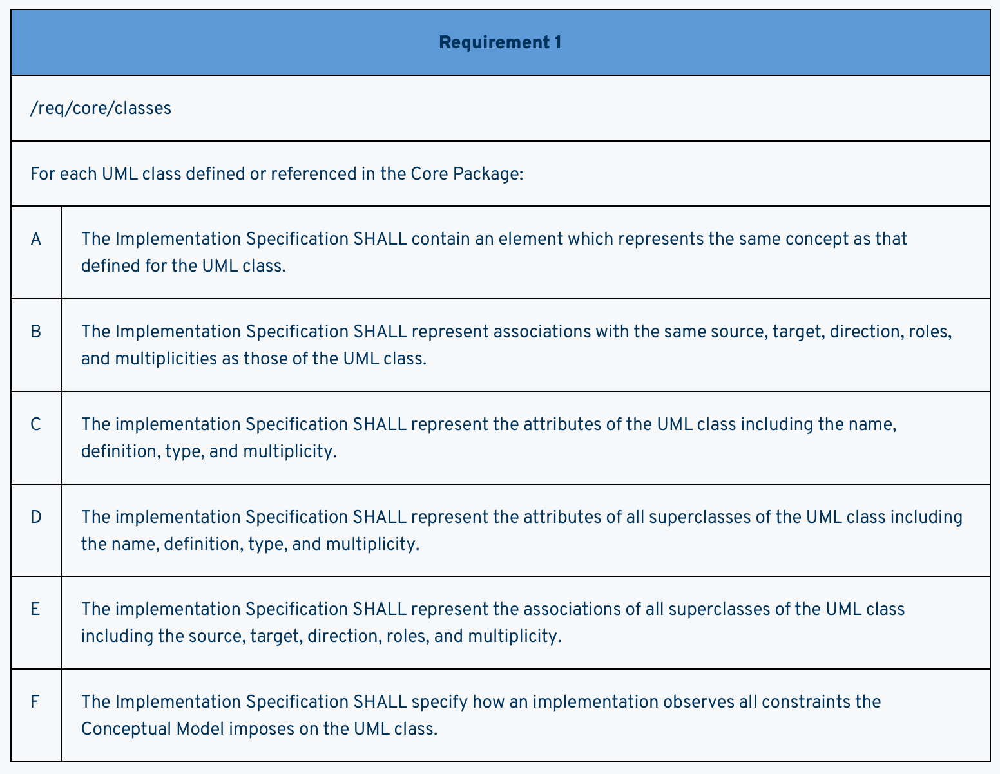 Requirement 1
/req/core/classes
For each UML class defined or referenced in the Core Package:
A
The Implementation Specification SHALL contain an element which represents the same concept as that
defined for the UML class.
B
The Implementation Specification SHALL represent associations with the same source, target, direction, roles,
and multiplicities as those of the UML class.
C
The implementation Specification SHALL represent the attributes of the UML class including the name,
definition, type, and multiplicity.
D
The implementation Specification SHALL represent the attributes of all superclasses of the UML class including
the name, definition, type, and multiplicity.
E
The implementation Specification SHALL represent the associations of all superclasses of the UML class
including the source, target, direction, roles, and multiplicity.
F
The Implementation Specification SHALL specify how an implementation observes all constraints the
Conceptual Model imposes on the UML class.